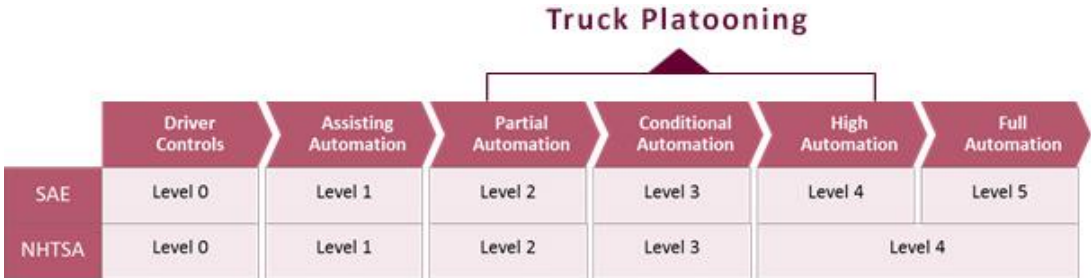 Truck Platooning
Driver Controls
Assisting Automation
Partial Automation
Conditional Automation
High Automation
Full Automation
SAE
Level 0
Level 1
Level 2
Level 3
Level 4
Level 5
NHTSA
Level 0
Level 1
Level 2
Level 3
Level 4